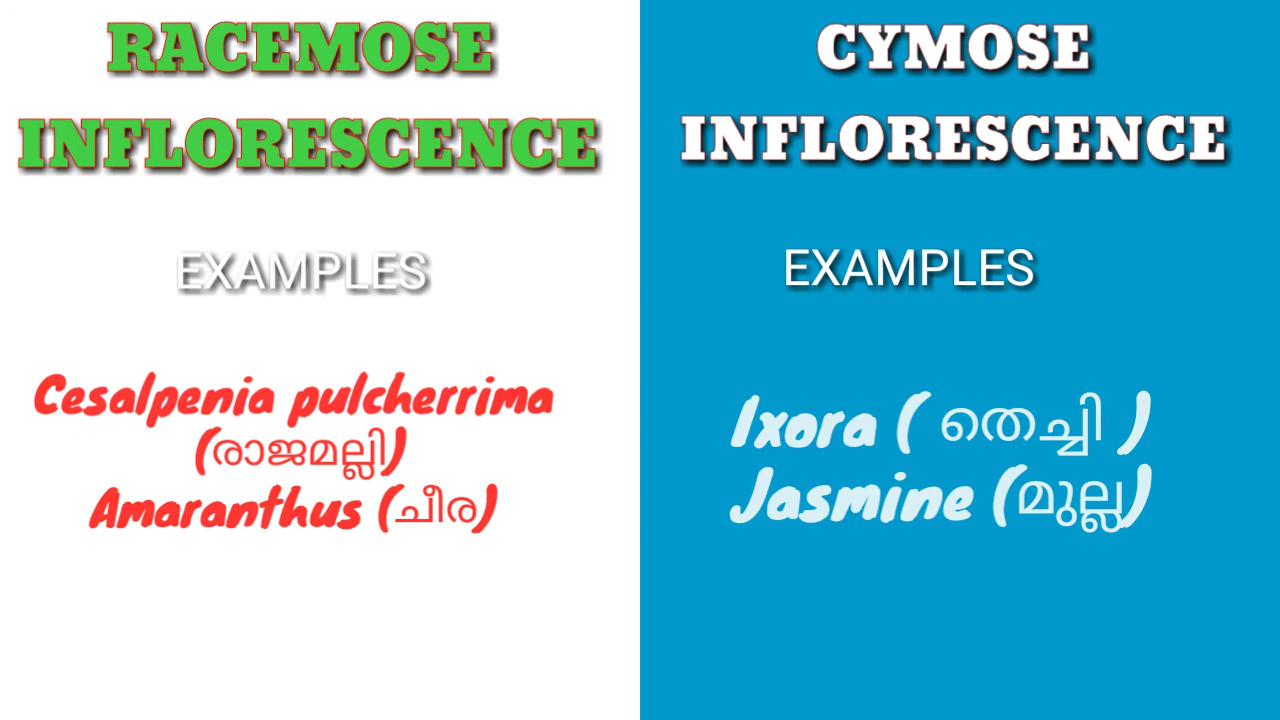 RACEMOSE
INFLORESCENCE
EXAMPLES
Cesalpenia pulcherrima
(രാജമല്ലി)
Amaranthus (ചീര)
CYMOSE
INFLORESCENCE
EXAMPLES
Ixora ( തെച്ചി )
Jasmine (മുല്ല)